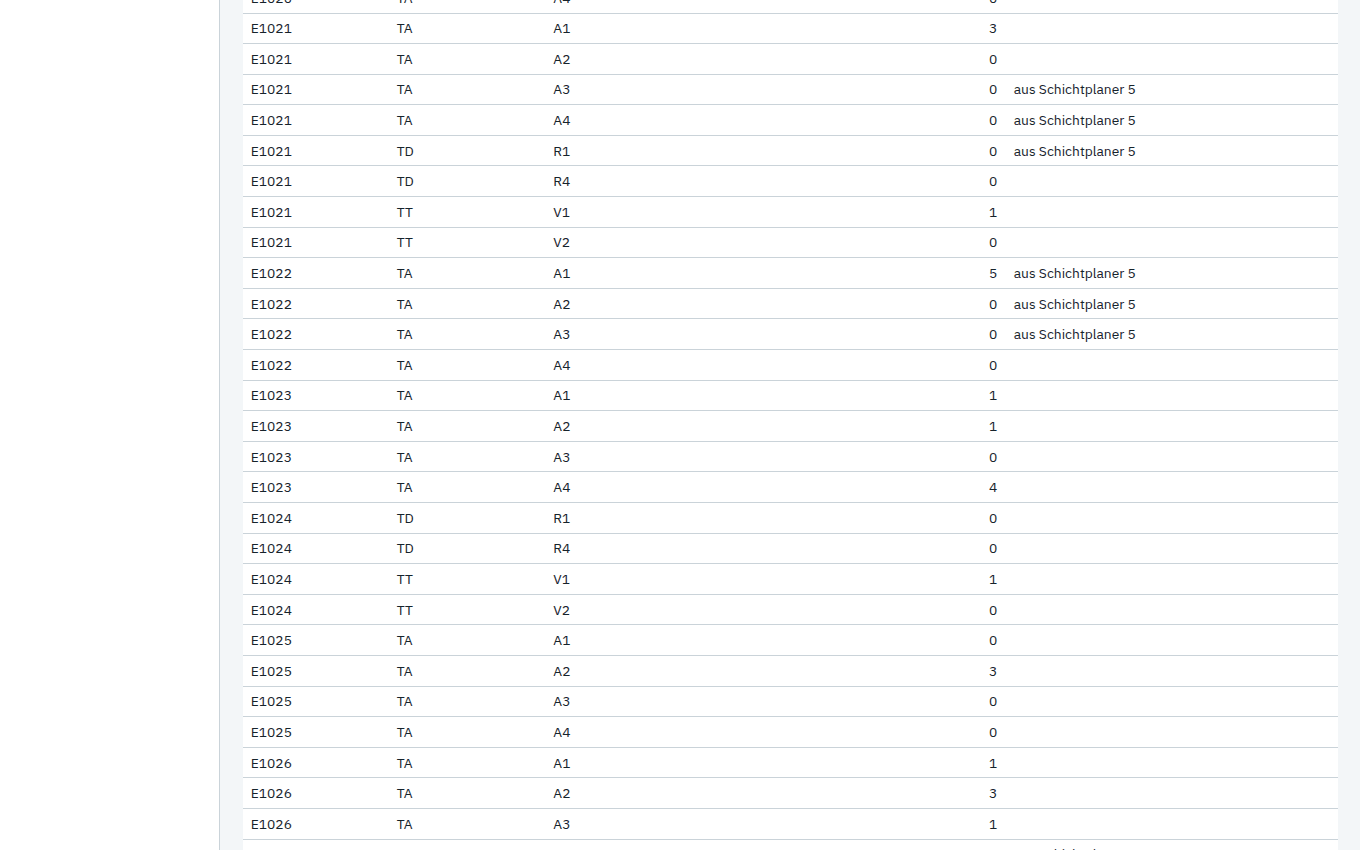 E1021 TA A1 3
E1021 TA A2 0
E1021 TA A3 0 aus Schichtplaner 5
E1021 TA A4 0 aus Schichtplaner 5
E1021 TD R1 0 aus Schichtplaner 5
E1021 TD R4 0
E1021 TT V1 1
E1021 TT V2 0
E1022 TA A1 5 aus Schichtplaner 5
E1022 TA A2 0 aus Schichtplaner 5
E1022 TA A3 0 aus Schichtplaner 5
E1022 TA A4 0
E1023 TA A1 1
E1023 TA A2 1
E1023 TA A3 0
E1023 TA A4 4
E1024 TD R1 0
E1024 TD R4 0
E1024 TT V1 1
E1024 TT V2 0
E1025 TA A1 0
E1025 TA A2 3
E1025 TA A3 0
E1025 TA A4 0
E1026 TA A1 1
E1026 TA A2 3
E1026 TA A3 1